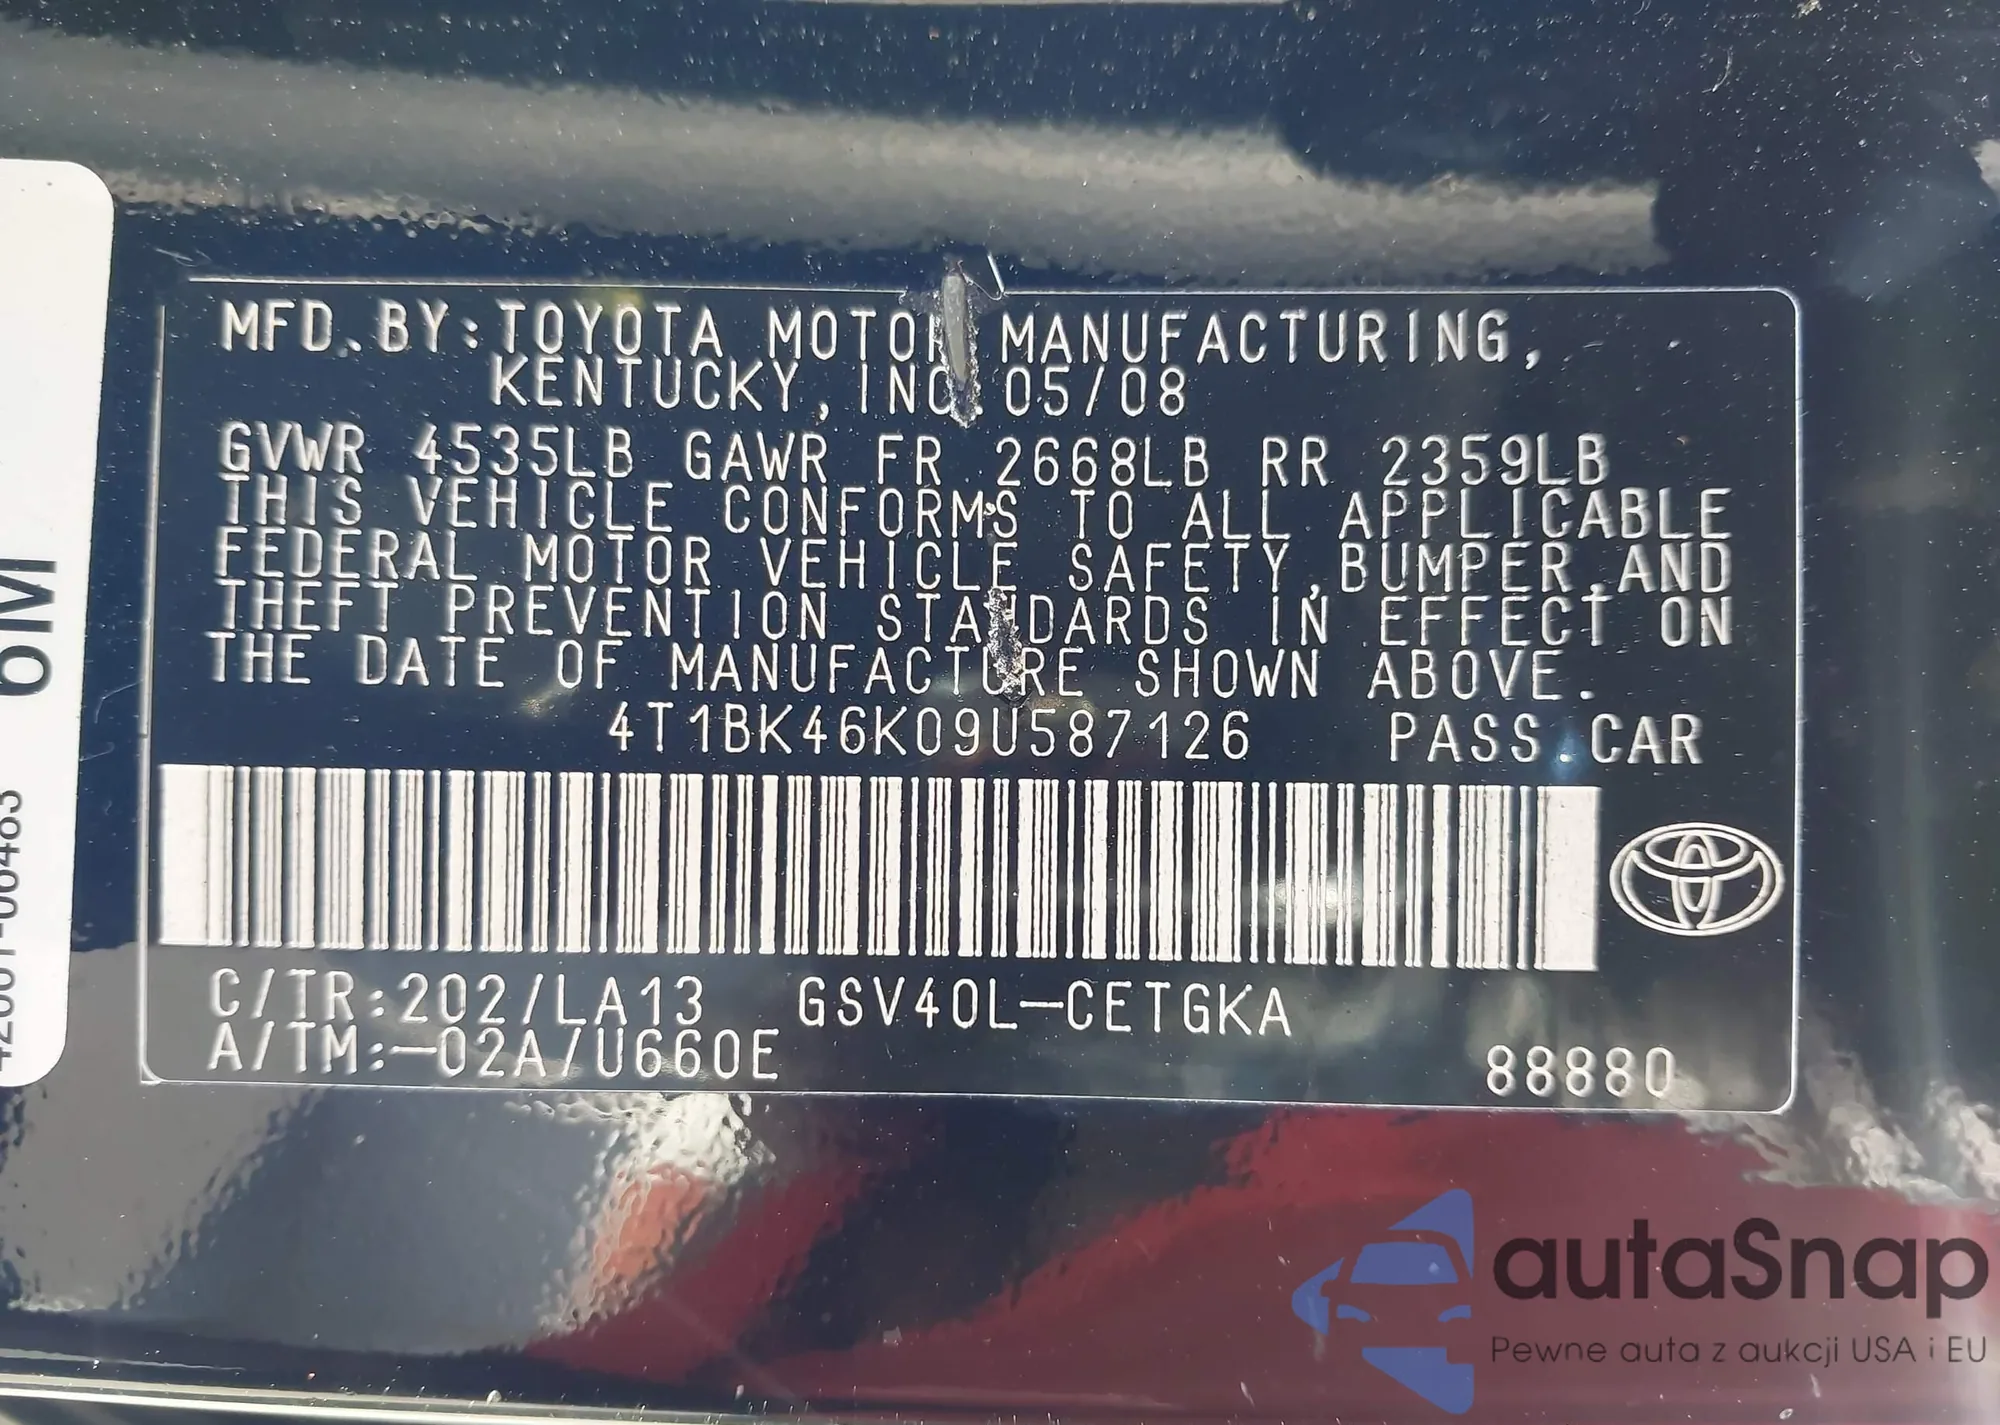 MFD.BY:TOYOTA MOTOR MANUFACTURING,
KENTUCKY, INC.05/08
GVWR 4535LB GAWR FR 2668LB RR 2359LB
THIS VEHICLE CONFORMS TO ALL APPLICABLE
FEDERAL MOTOR VEHICLE SAFETY,BUMPER,AND
THEFT PREVENTION STANDARDS IN EFFECT ON
THE DATE OF MANUFACTURE SHOWN ABOVE.
4T1BK46K09U587126 PASS.CAR
C/TR:202/LA13 GSV40L-CETGKA
A/TM:-02A/U660E
88880
6M
autaSnap
Pewne auta z aukcji USA i EU